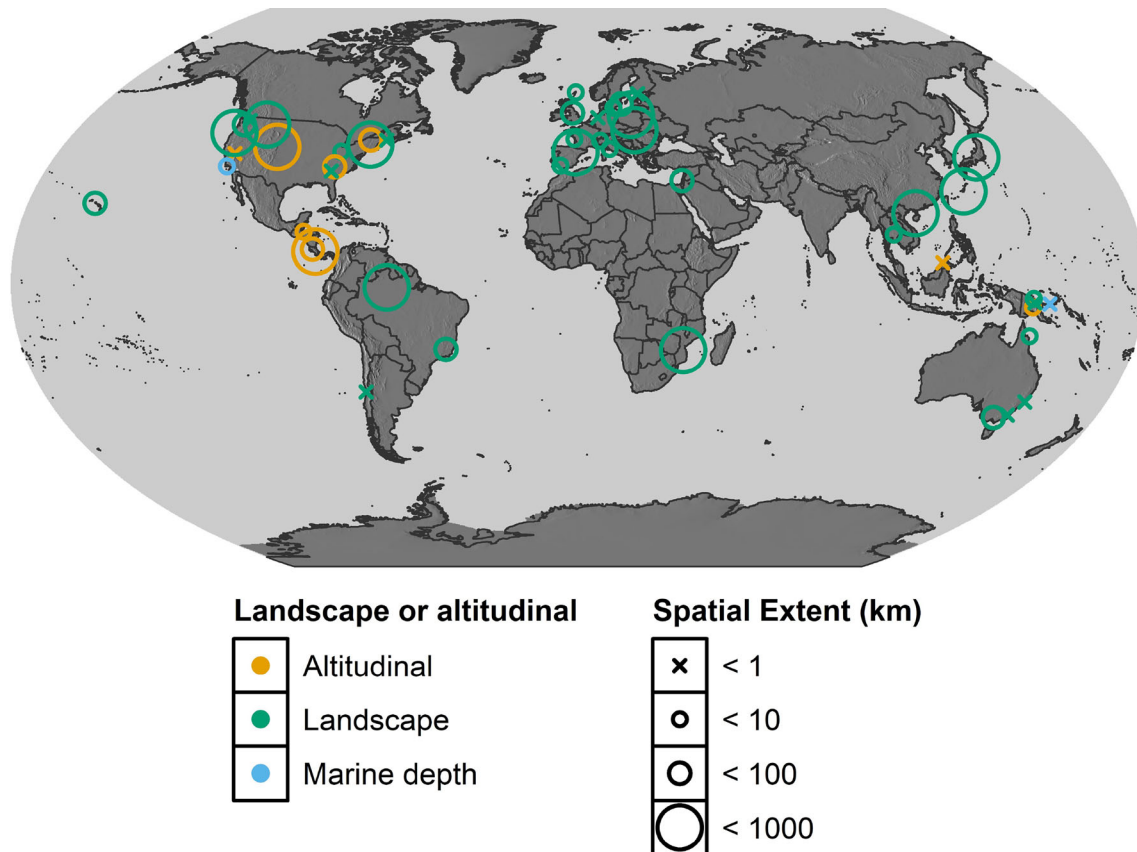 Landscape or altitudinal
Altitudinal
Landscape
Marine depth
Spatial Extent (km)
< 1
< 10
< 100
< 1000